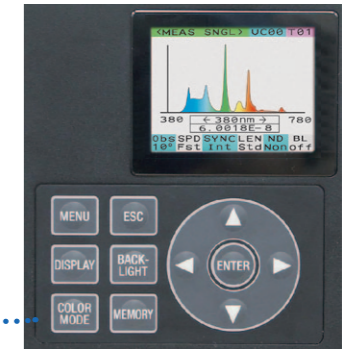 <MEAS SNGL> UC00 T01
380 ← 380nm → 780
6.0018E-8
Obs SPD SYNC LEN ND BL
10° Fst Int Std Non off
MENU ESC
DISPLAY BACK-LIGHT
ENTER
COLOR MODE MEMORY